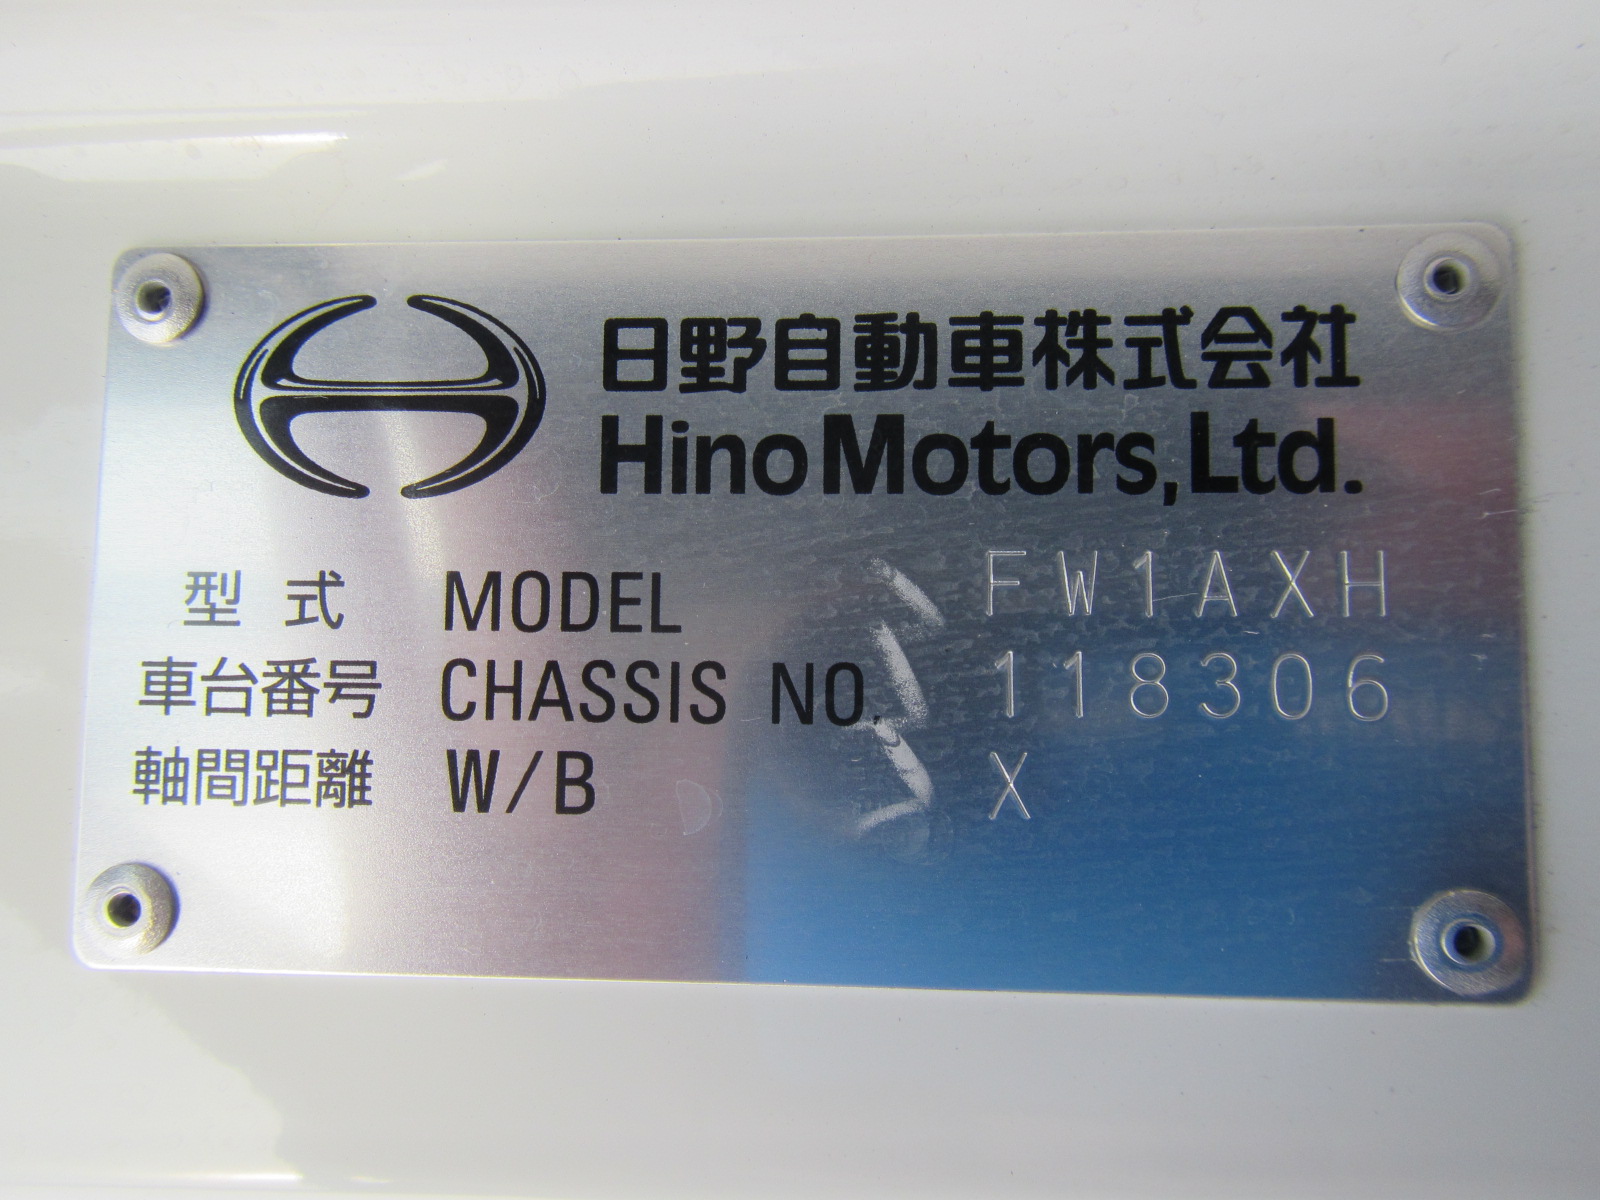 日野自動車株式会社
Hino Motors, Ltd.
型式 MODEL FW1AXH
車台番号 CHASSIS NO. 118306
軸間距離 W/B X